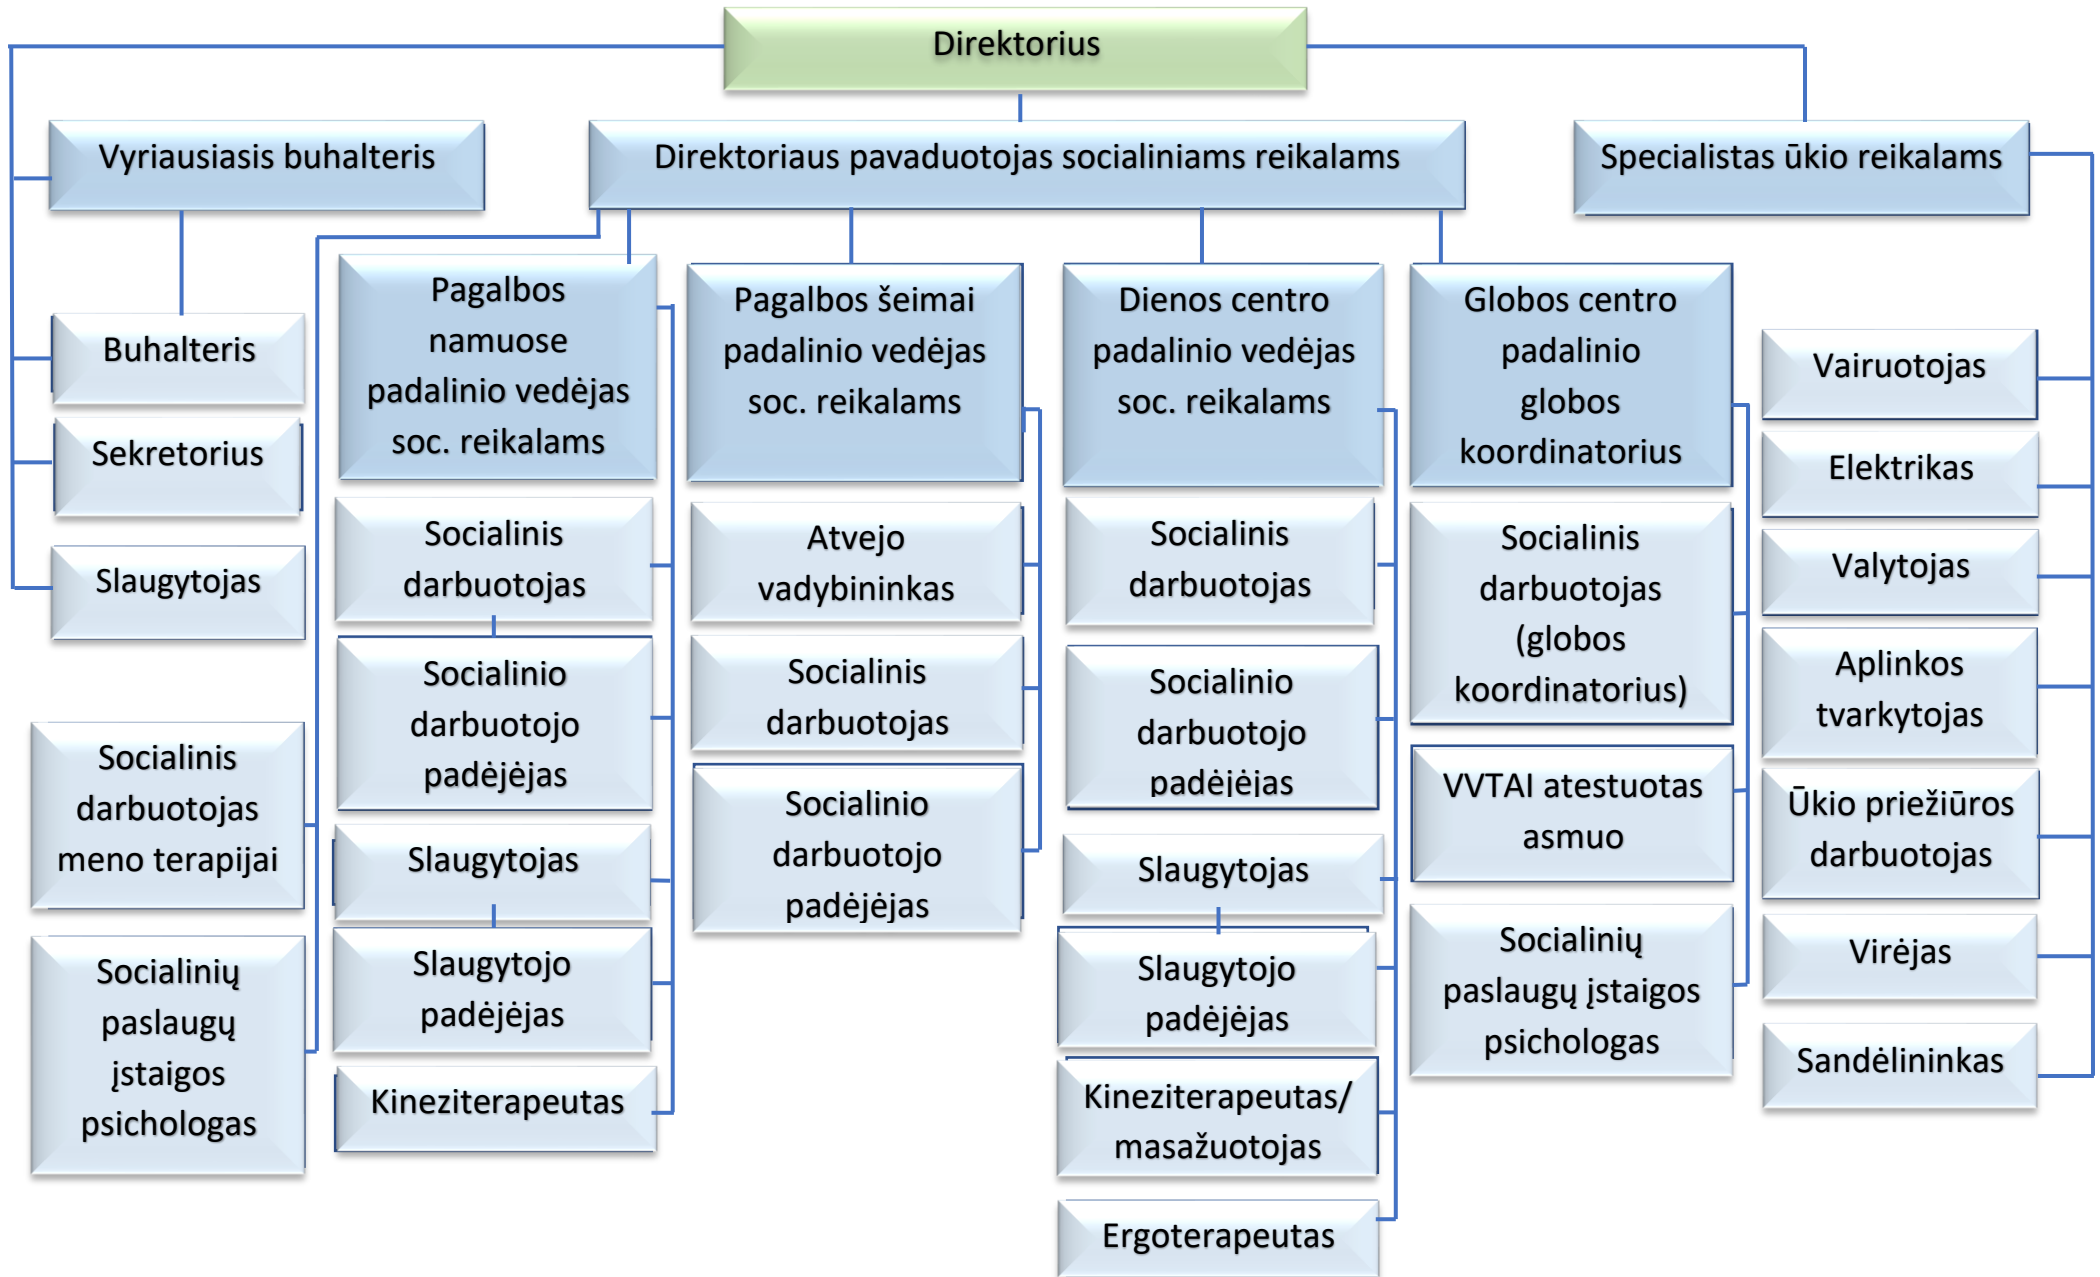 Direktorius
Vyriausiasis buhalteris
Direktoriaus pavaduotojas socialiniams reikalams
Specialistas ūkio reikalams
Buhalteris
Sekretorius
Slaugytojas
Socialinis
darbuotojas
meno terapijai
Socialinių
paslaugų
įstaigos
psichologas
Pagalbos
namuose
padalinio vedėjas
soc. reikalams
Socialinis
darbuotojas
Socialinio
darbuotojo
padėjėjas
Slaugytojas
Slaugytojo
padėjėjas
Kineziterapeutas
Pagalbos šeimai
padalinio vedėjas
soc. reikalams
Atvejo
vadybininkas
Socialinis
darbuotojas
Socialinio
darbuotojo
padėjėjas
Dienos centro
padalinio vedėjas
soc. reikalams
Socialinis
darbuotojas
Socialinio
darbuotojo
padėjėjas
Slaugytojas
Slaugytojo
padėjėjas
Kineziterapeutas/
masažuotojas
Ergoterapeutas
Globos centro
padalinio
globos
koordinatorius
Socialinis
darbuotojas
(globos
koordinatorius)
VVTAI atestuotas
asmuo
Socialinių
paslaugų įstaigos
psichologas
Vairuotojas
Elektrikas
Valytojas
Aplinkos
tvarkytojas
Ūkio priežiūros
darbuotojas
Virėjas
Sandėlininkas